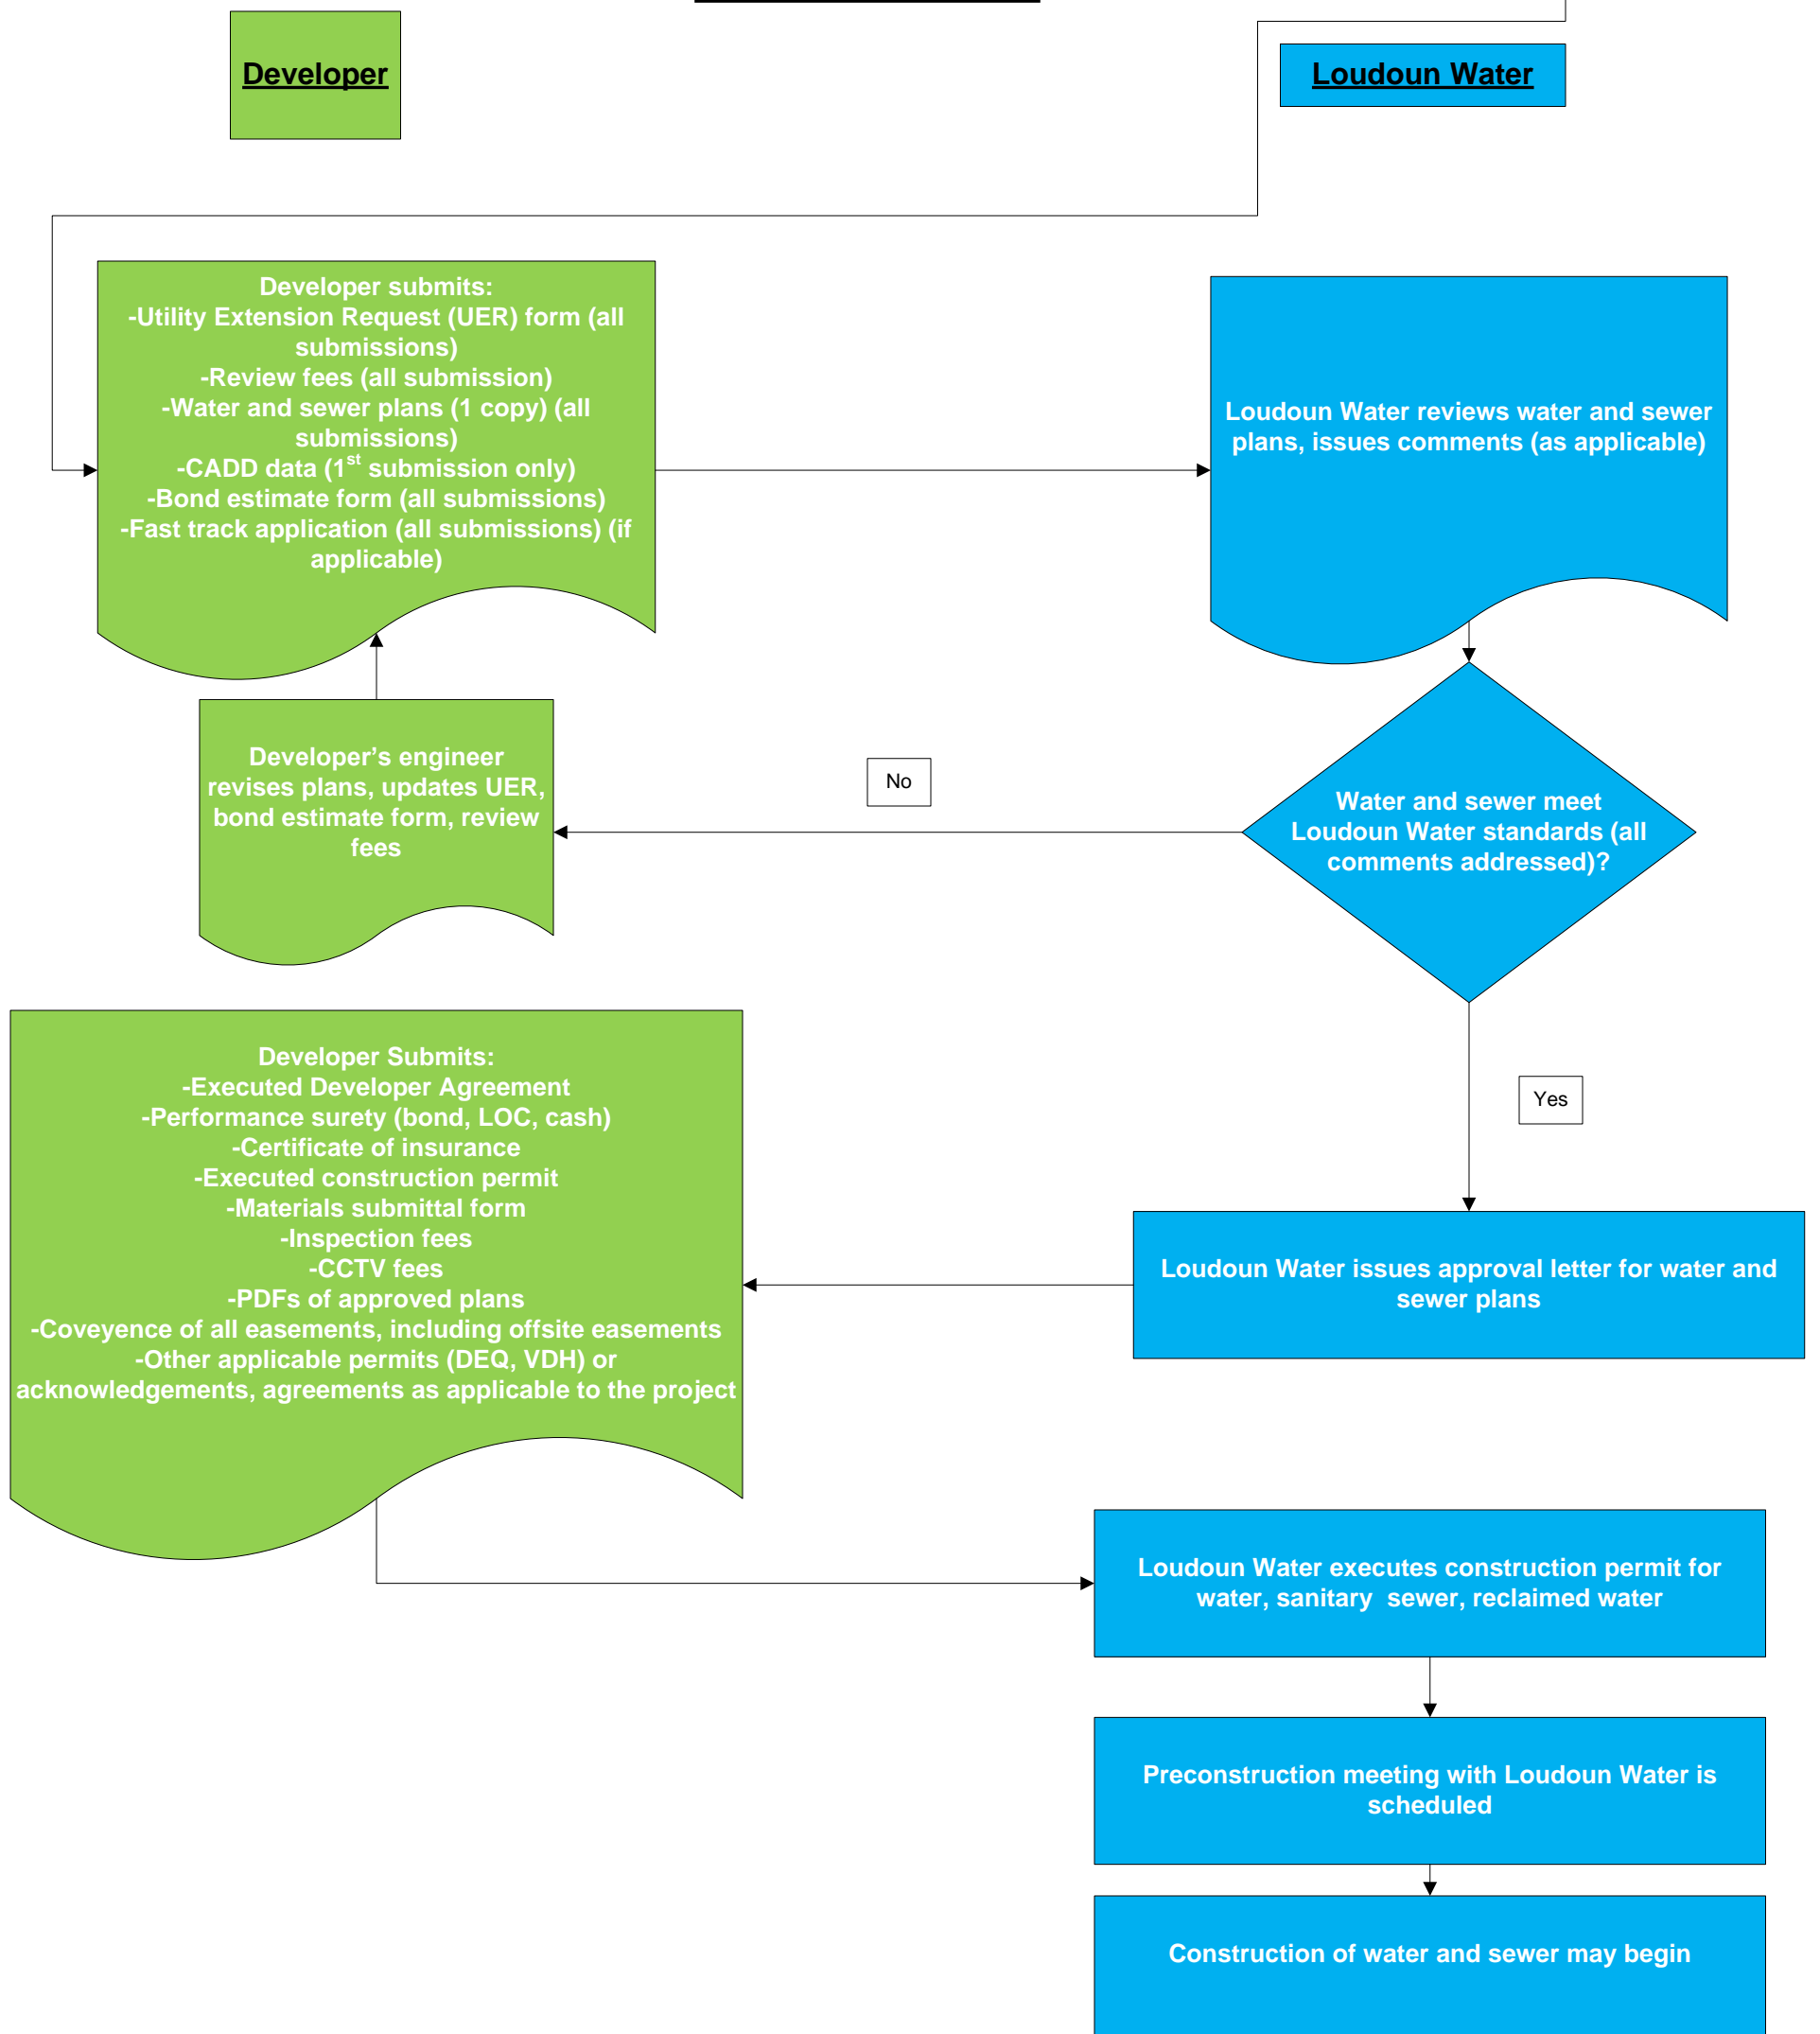 Developer
Loudoun Water
Developer submits:
-Utility Extension Request (UER) form (all
submissions)
-Review fees (all submission)
-Water and sewer plans (1 copy) (all
submissions)
-CADD data (1st submission only)
-Bond estimate form (all submissions)
-Fast track application (all submissions) (if
applicable)
Loudoun Water reviews water and sewer
plans, issues comments (as applicable)
Developer’s engineer
revises plans, updates UER,
bond estimate form, review
fees
No
Water and sewer meet
Loudoun Water standards (all
comments addressed)?
Yes
Developer Submits:
-Executed Developer Agreement
-Performance surety (bond, LOC, cash)
-Certificate of insurance
-Executed construction permit
-Materials submittal form
-Inspection fees
-CCTV fees
-PDFs of approved plans
-Coveyence of all easements, including offsite easements
-Other applicable permits (DEQ, VDH) or
acknowledgements, agreements as applicable to the project
Loudoun Water issues approval letter for water and
sewer plans
Loudoun Water executes construction permit for
water, sanitary  sewer, reclaimed water
Preconstruction meeting with Loudoun Water is
scheduled
Construction of water and sewer may begin